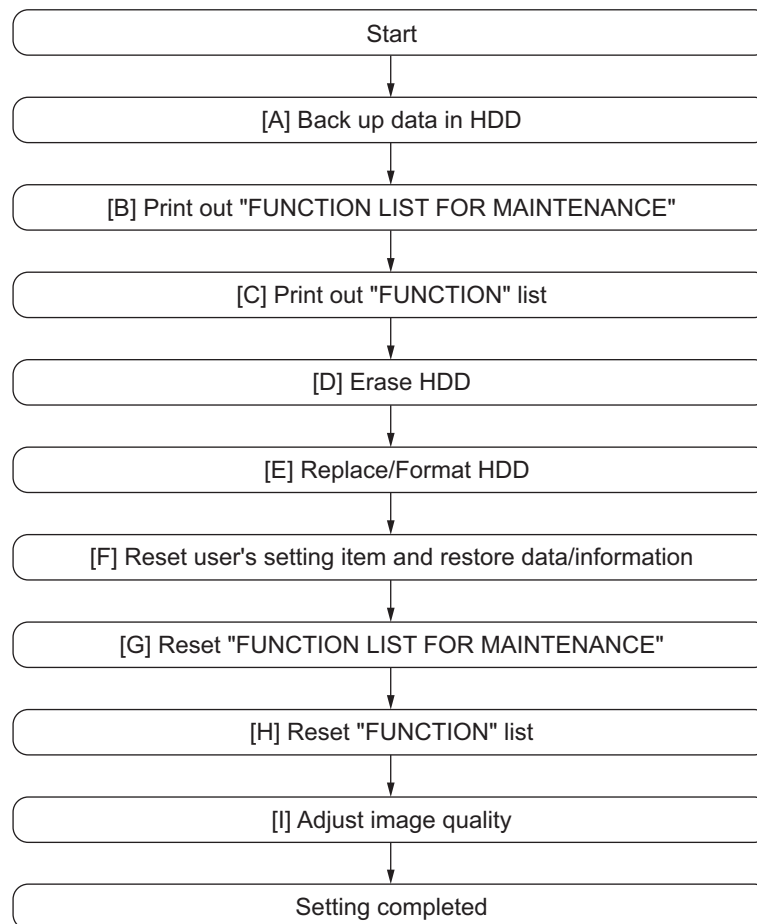 Start
[A] Back up data in HDD
[B] Print out "FUNCTION LIST FOR MAINTENANCE"
[C] Print out "FUNCTION" list
[D] Erase HDD
[E] Replace/Format HDD
[F] Reset user's setting item and restore data/information
[G] Reset "FUNCTION LIST FOR MAINTENANCE"
[H] Reset "FUNCTION" list
[I] Adjust image quality
Setting completed